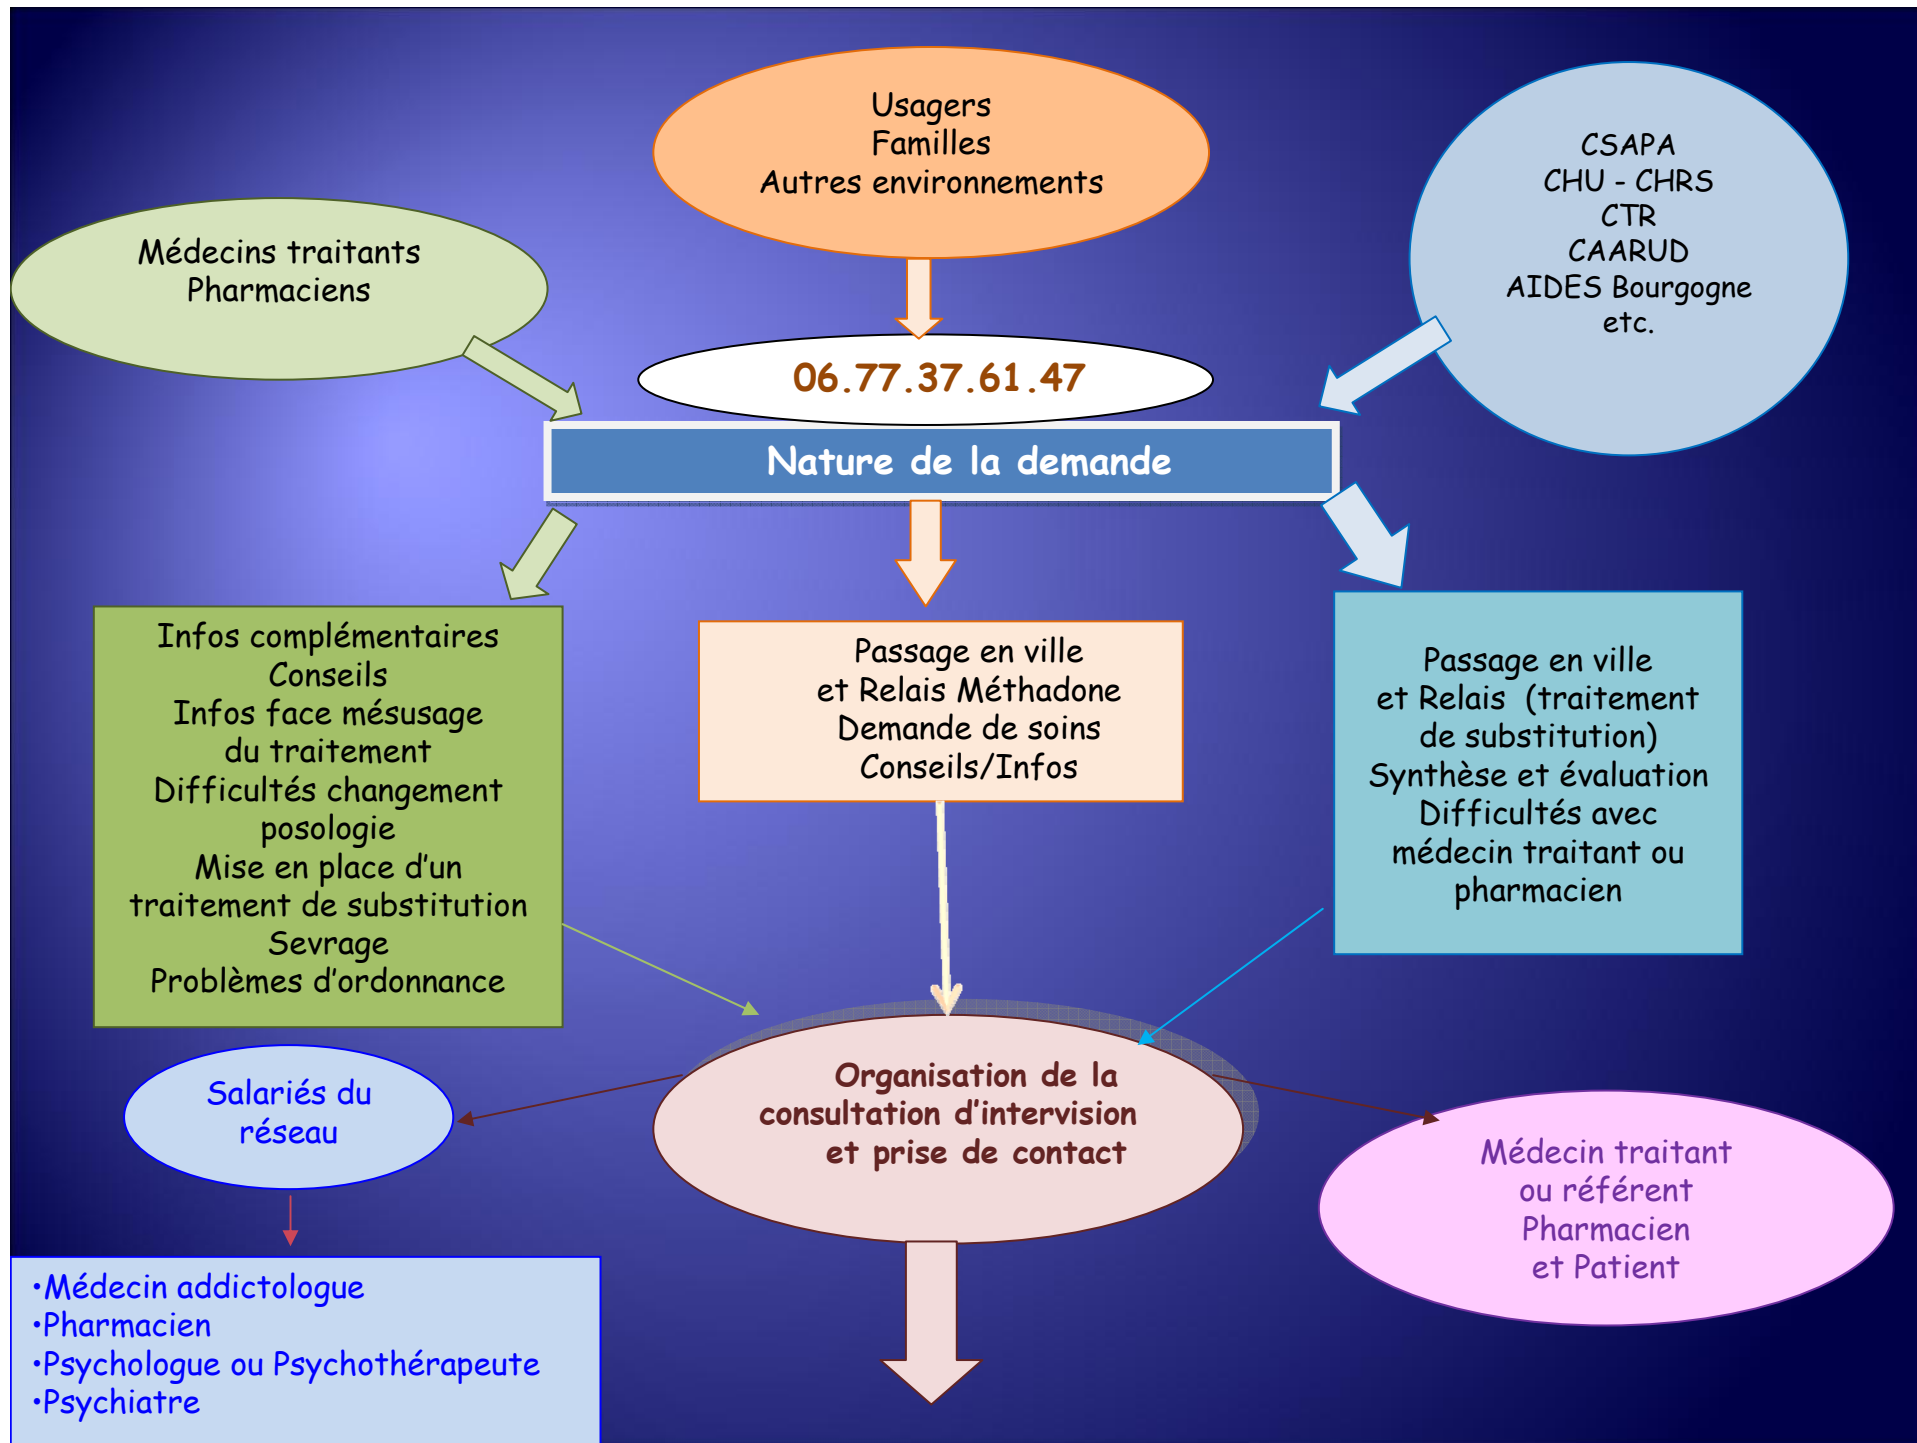 Usagers
Familles
Autres environnements
CSAPA
CHU - CHRS
CTR
CAARUD
AIDES Bourgogne
etc.
Médecins traitants
Pharmaciens
06.77.37.61.47
Nature de la demande
Infos complémentaires
Conseils
Infos face mésusage
du traitement
Difficultés changement
posologie
Mise en place d'un
traitement de substitution
Sevrage
Problèmes d'ordonnance
Passage en ville
et Relais Méthadone
Demande de soins
Conseils/Infos
Passage en ville
et Relais (traitement
de substitution)
Synthèse et évaluation
Difficultés avec
médecin traitant ou
pharmacien
Organisation de la
consultation d'intervision
et prise de contact
Salariés du
réseau
Médecin traitant
ou référent
Pharmacien
et Patient
•Médecin addictologue
•Pharmacien
•Psychologue ou Psychothérapeute
•Psychiatre